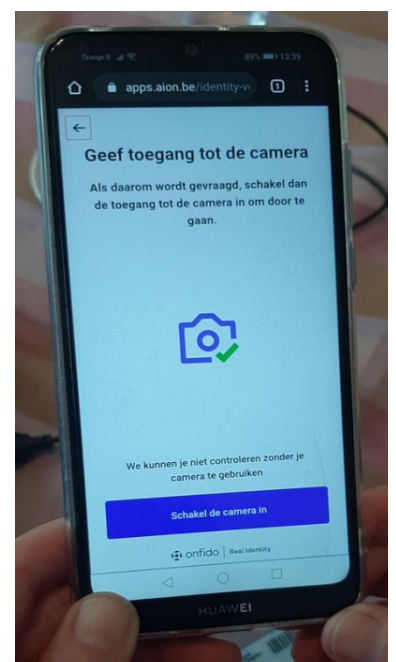 Orange B 89% 13:39
apps.aion.be/identity-v
1
Geef toegang tot de camera
Als daarom wordt gevraagd, schakel dan
de toegang tot de camera in om door te
gaan.
We kunnen je niet controleren zonder je
camera te gebruiken
Schakel de camera in
onfido | Real Identity
HUAWEI